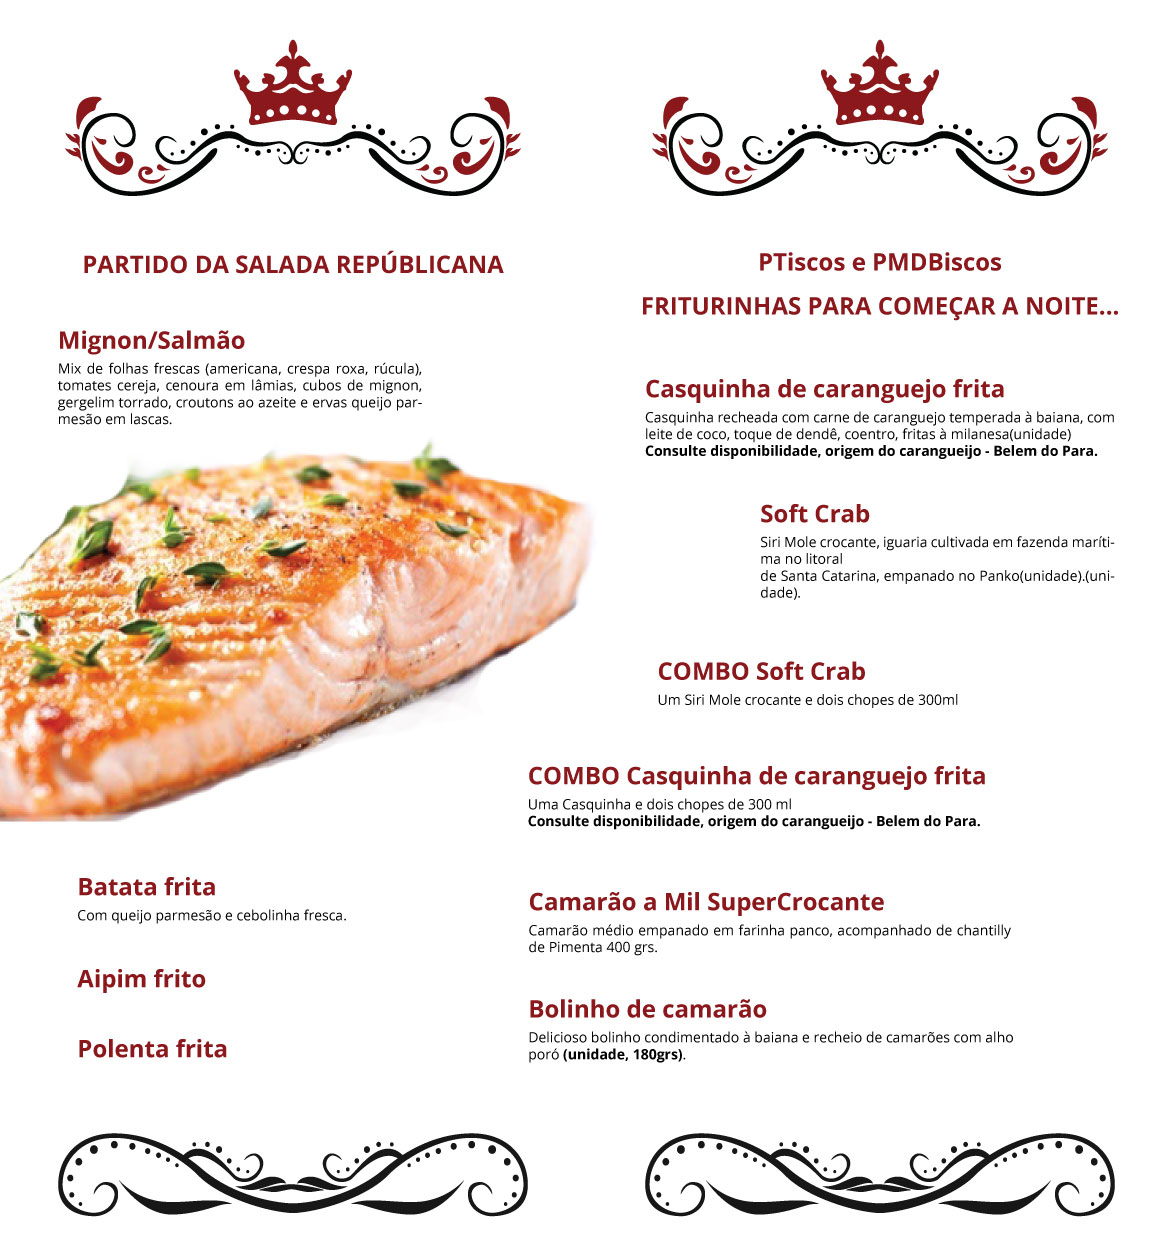 PARTIDO DA SALADA REPÚBLICANA
Mignon/Salmão
Mix de folhas frescas (americana, crespa roxa, rúcula),
tomates cereja, cenoura em lâmias, cubos de mignon,
gergelim torrado, croutons ao azeite e ervas queijo par-
mesão em lascas.
Batata frita
Com queijo parmesão e cebolinha fresca.
Aipim frito
Polenta frita
PTiscos e PMDBiscos
FRITURINHAS PARA COMEÇAR A NOITE...
Casquinha de caranguejo frita
Casquinha recheada com carne de caranguejo temperada à baiana, com
leite de coco, toque de dendê, coentro, fritas à milanesa(unidade)
Consulte disponibilidade, origem do carangueijo - Belem do Para.
Soft Crab
Siri Mole crocante, iguaria cultivada em fazenda maríti-
ma no litoral
de Santa Catarina, empanado no Panko(unidade).(uni-
dade).
COMBO Soft Crab
Um Siri Mole crocante e dois chopes de 300ml
COMBO Casquinha de caranguejo frita
Uma Casquinha e dois chopes de 300 ml
Consulte disponibilidade, origem do carangueijo - Belem do Para.
Camarão a Mil SuperCrocante
Camarão médio empanado em farinha panco, acompanhado de chantilly
de Pimenta 400 grs.
Bolinho de camarão
Delicioso bolinho condimentado à baiana e recheio de camarões com alho
poró (unidade, 180grs).